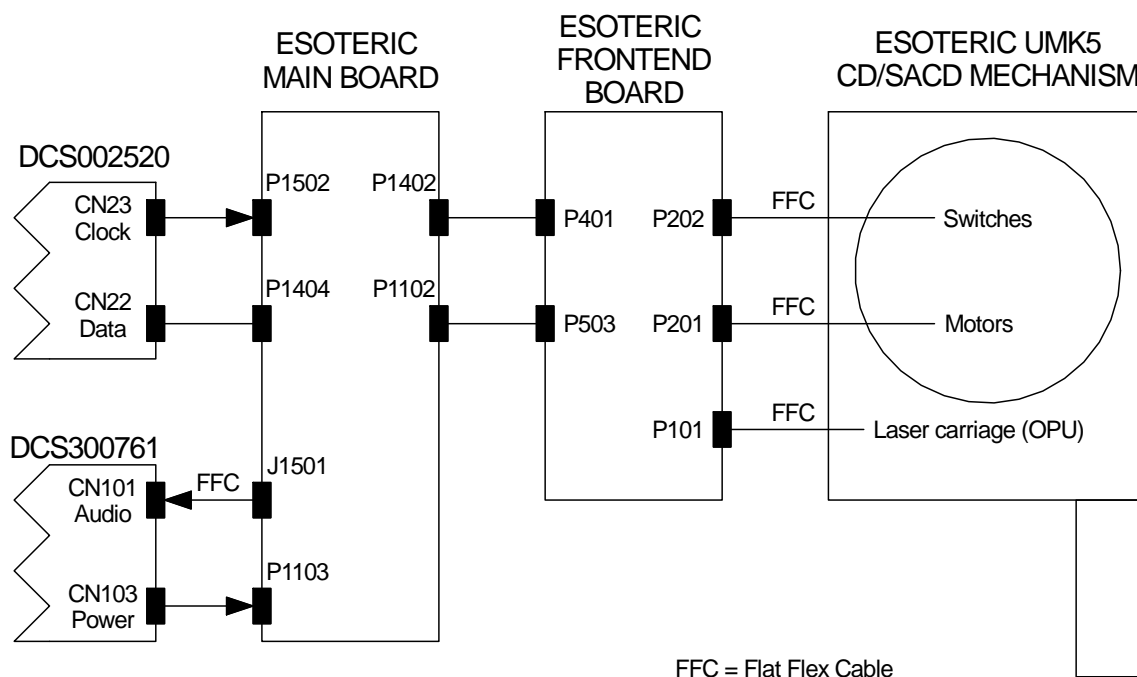 ESOTERIC
MAIN BOARD
ESOTERIC
FRONTEND
BOARD
ESOTERIC UMK5
CD/SACD MECHANISM
DCS002520
CN23
Clock
P1502
P1402
P401
P202
FFC
Switches
CN22
Data
P1404
P1102
P503
P201
FFC
Motors
P101
FFC
Laser carriage (OPU)
DCS300761
CN101
Audio
FFC
J1501
CN103
Power
P1103
FFC = Flat Flex Cable